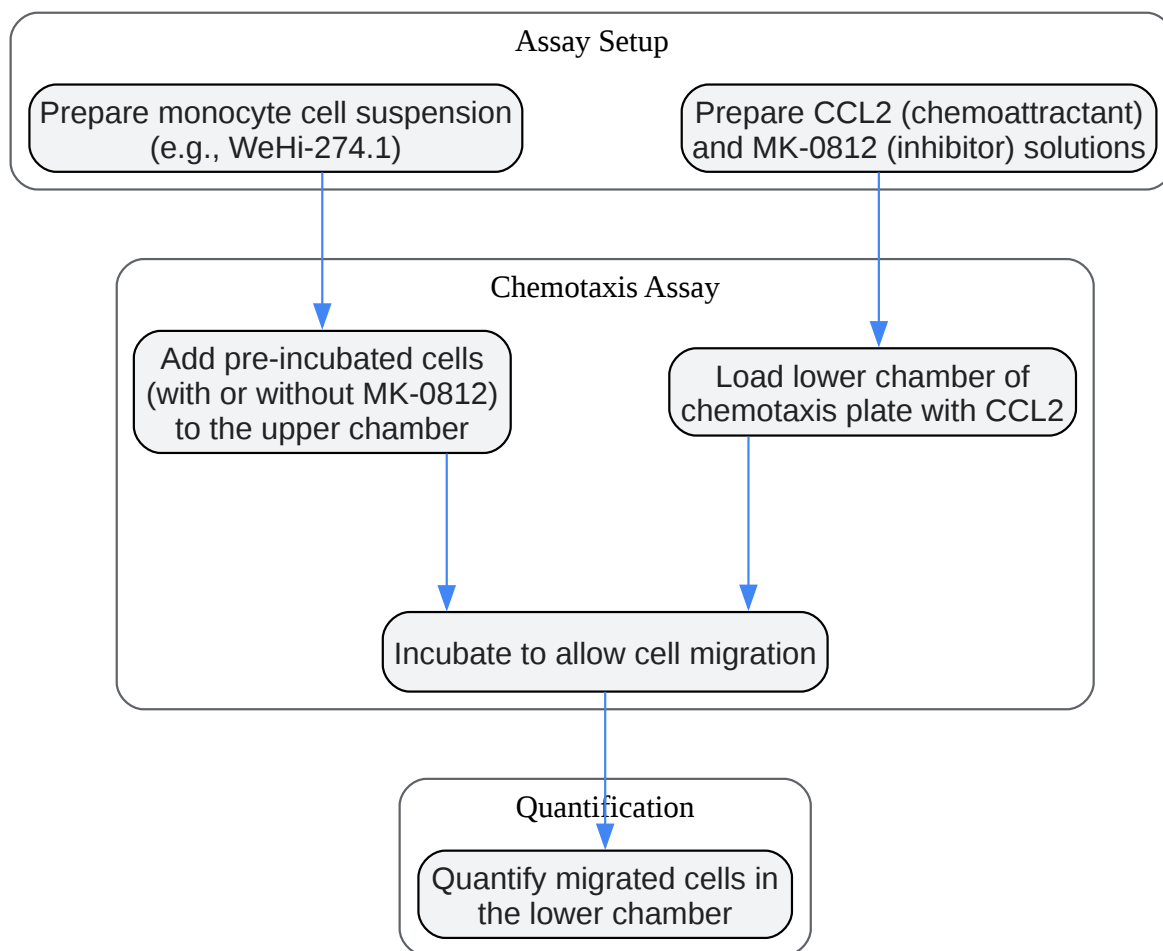 Assay Setup
Prepare monocyte cell suspension
(e.g., WeHi-274.1)
Prepare CCL2 (chemoattractant)
and MK-0812 (inhibitor) solutions
Chemotaxis Assay
Add pre-incubated cells
(with or without MK-0812)
to the upper chamber
Load lower chamber of
chemotaxis plate with CCL2
Incubate to allow cell migration
Quantification
Quantify migrated cells in
the lower chamber